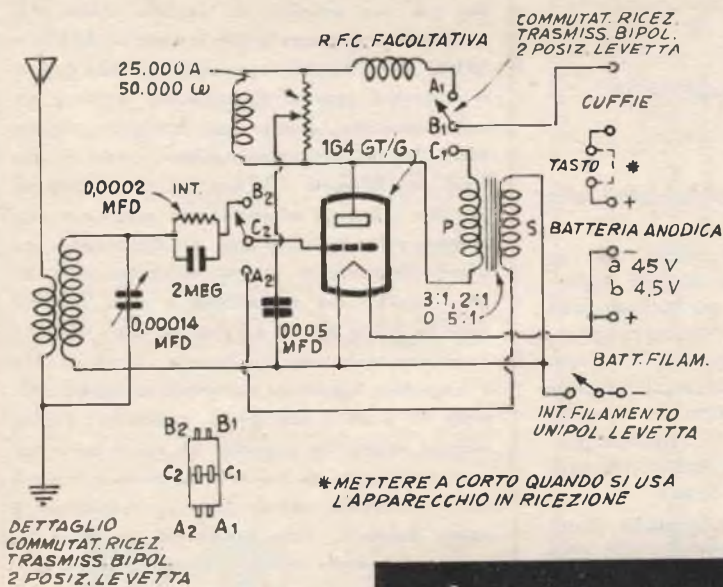 COMMUTAT. RICEZ.
TRASMISS. BIPOL.
2 POSIZ. LEVETTA
R.F.C. FACOLTATIVA
25.000 A
50.000 ω
A1
B1
C1
CUFFIE
1G4 GT/G
TASTO *
+
0,0002
MFD
INT.
B2
C2
A2
P
S
BATTERIA ANODICA
-
a 45 V
b 4,5 V
+
2 MEG
3:1, 2:1
O 5:1
0,00014
MFD
0005
MFD
BATT. FILAM.
-
INT. FILAMENTO
UNIPOL. LEVETTA
B2 B1
C2 C1
A2 A1
* METTERE A CORTO QUANDO SI USA
L'APPARECCHIO IN RICEZIONE
DETTAGLIO
COMMUTAT. RICEZ.
TRASMISS. BIPOL.
2 POSIZ. LEVETTA